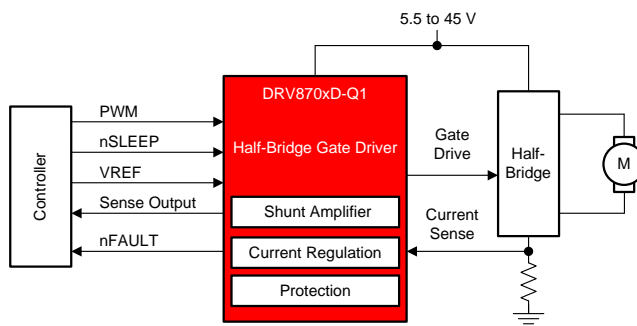 5.5 to 45 V
DRV870xD-Q1
Half-Bridge Gate Driver
Shunt Amplifier
Current Regulation
Protection
Controller
PWM
nSLEEP
VREF
Sense Output
nFAULT
Gate
Drive
Current
Sense
Half-
Bridge
M